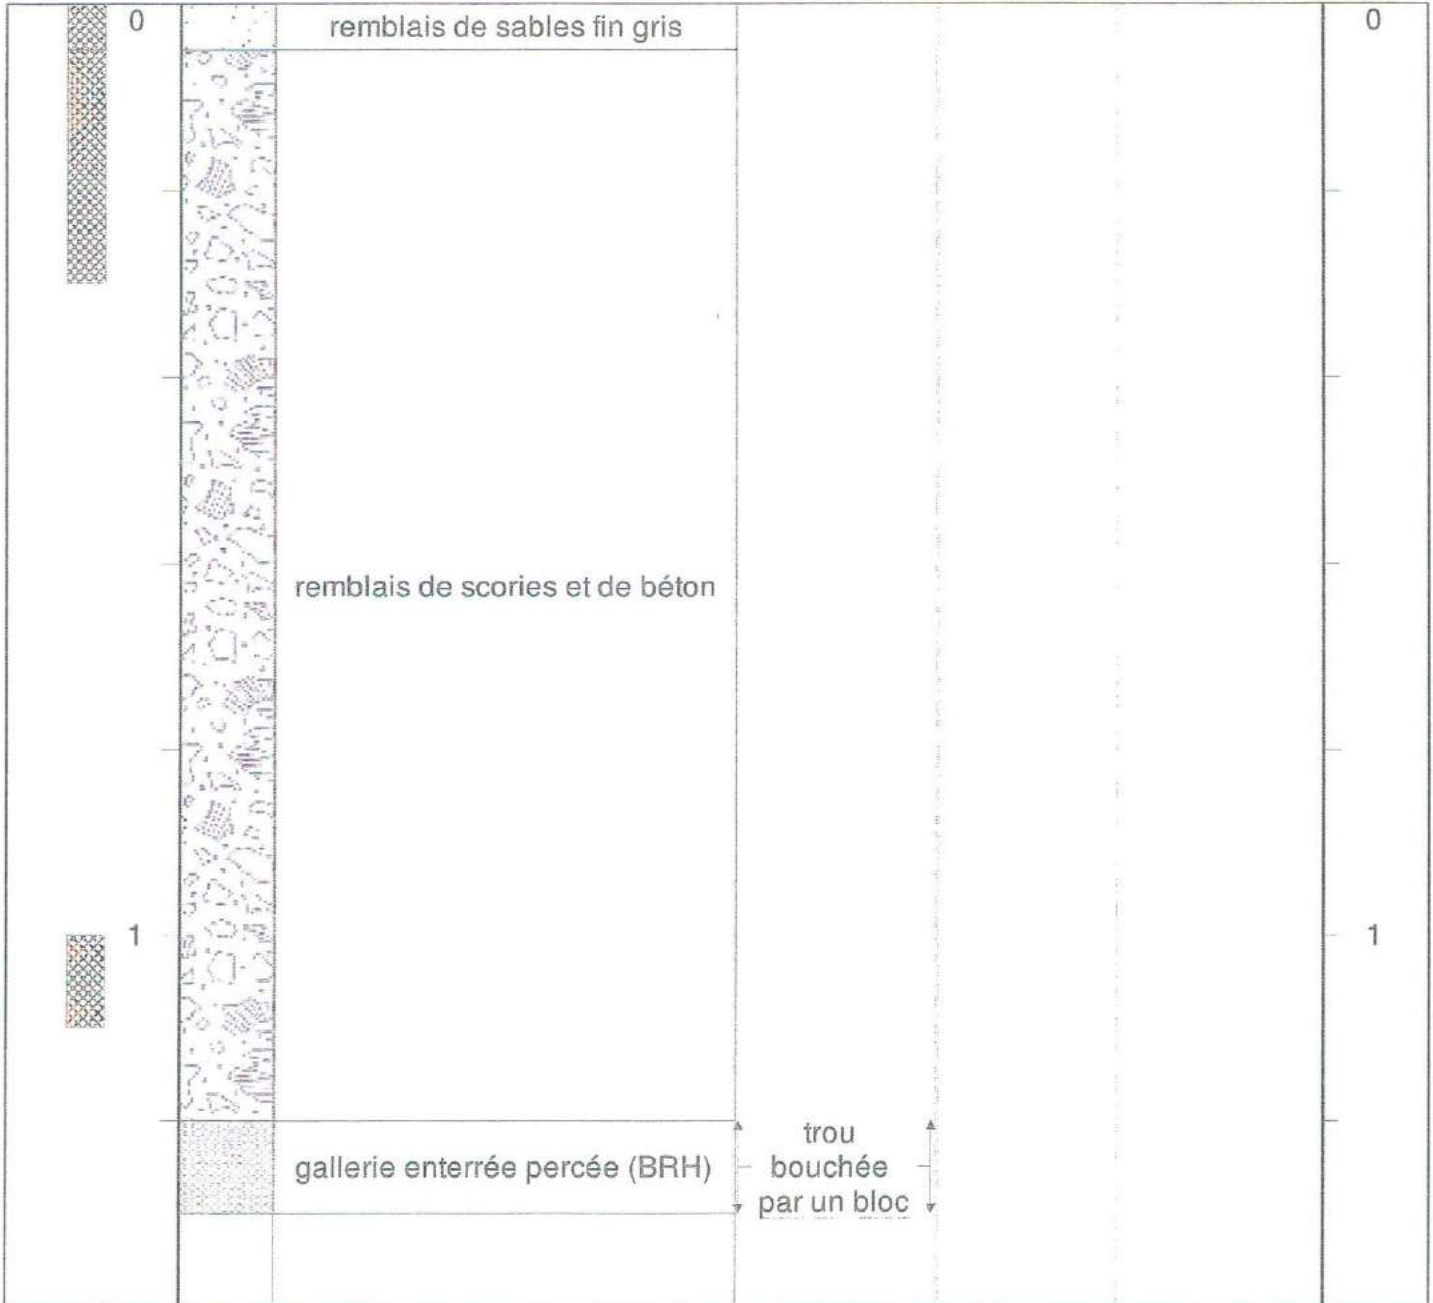 0
remblais de sables fin gris
0
remblais de scories et de béton
1
1
gallerie enterrée percée (BRH)
trou
bouchée
par un bloc